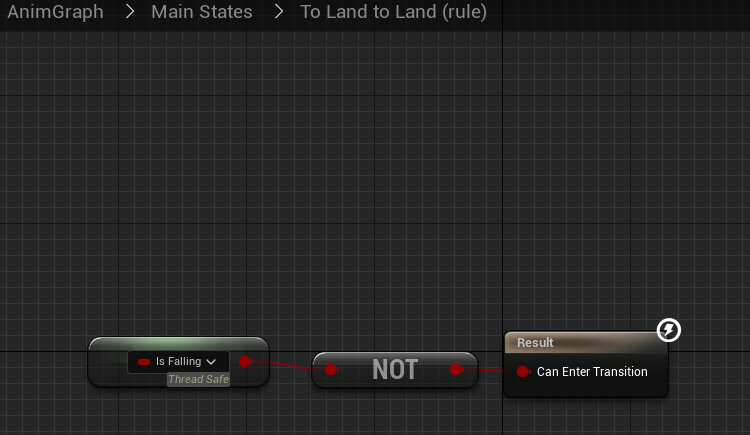 AnimGraph > Main States > To Land to Land (rule)
Is Falling
Thread Safe
NOT
Result
Can Enter Transition